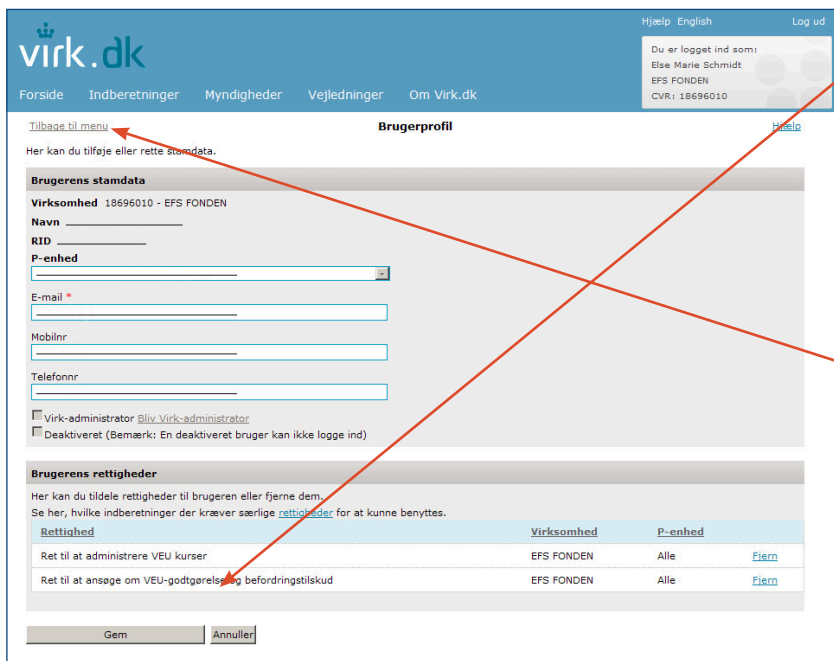 Hjælp English Log ud
virk.dk
Du er logget ind som:
Else Marie Schmidt
EFS FONDEN
CVR: 18696010
Forside Indberetninger Myndigheder Vejledninger Om Virk.dk
Tilbage til menu Brugerprofil Hjælp
Her kan du tilføje eller rette stamdata.
Brugerens stamdata
Virksomhed 18696010 - EFS FONDEN
Navn
RID
P-enhed
E-mail *
Mobilnr
Telefonnr
Virk-administrator Bliv Virk-administrator
Deaktiveret (Bemærk: En deaktiveret bruger kan ikke logge ind)
Brugerens rettigheder
Her kan du tildele rettigheder til brugeren eller fjerne dem.
Se her, hvilke indberetninger der kræver særlige rettigheder for at kunne benyttes.
Rettighed Virksomhed P-enhed
Ret til at administrere VEU kurser EFS FONDEN Alle Fjern
Ret til at ansøge om VEU-godtgørelse og befordringstilskud EFS FONDEN Alle Fjern
Gem Annuller